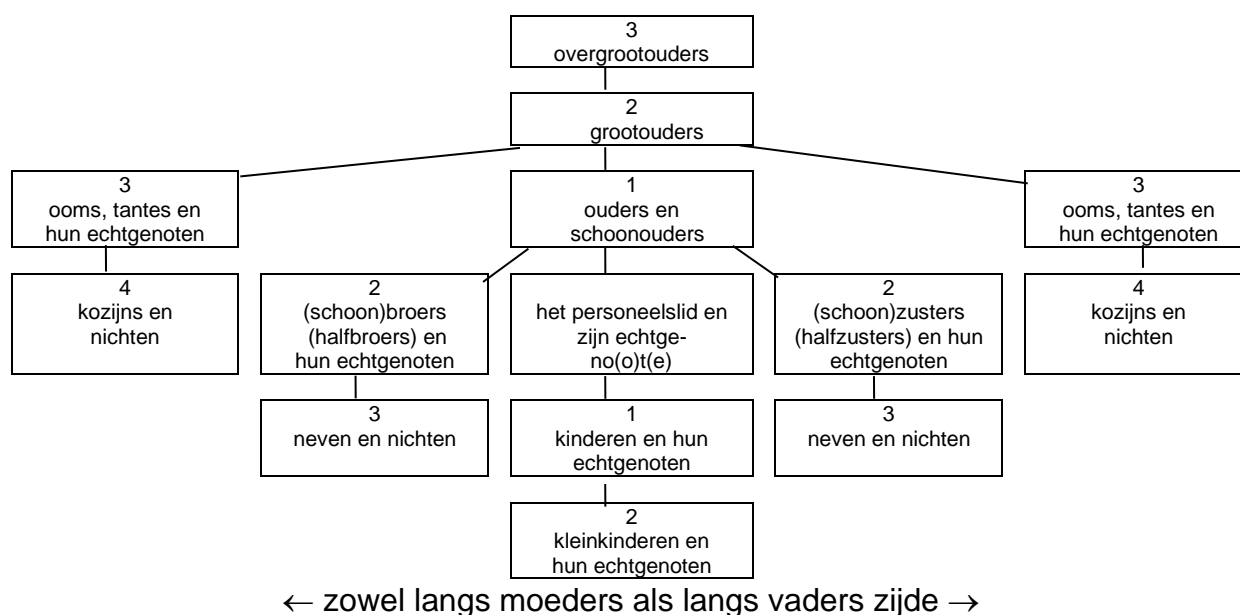 3
overgrootouders
2
grootouders
3
ooms, tantes en
hun echtgenoten
1
ouders en
schoonouders
3
ooms, tantes en
hun echtgenoten
4
kozijns en
nichten
2
(schoon)broers
(halfbroers) en
hun echtgenoten
het personeelslid en
zijn echtge-
no(o)t(e)
2
(schoon)zusters
(halfzusters) en hun
echtgenoten
4
kozijns en
nichten
3
neven en nichten
1
kinderen en hun
echtgenoten
3
neven en nichten
2
kleinkinderen en
hun echtgenoten
← zowel langs moeders als langs vaders zijde →